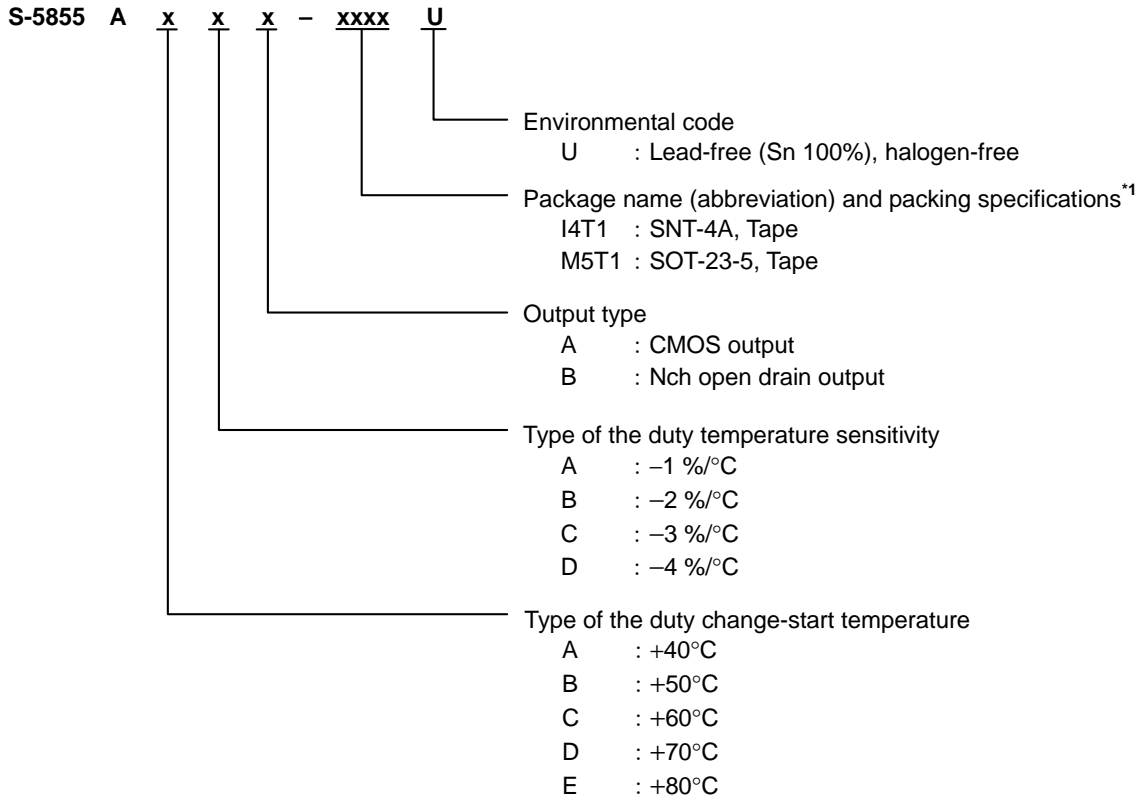 S-5855 A x x x – xxxx U
Environmental code
U : Lead-free (Sn 100%), halogen-free
Package name (abbreviation) and packing specifications*1
I4T1 : SNT-4A, Tape
M5T1 : SOT-23-5, Tape
Output type
A : CMOS output
B : Nch open drain output
Type of the duty temperature sensitivity
A : −1 %/°C
B : −2 %/°C
C : −3 %/°C
D : −4 %/°C
Type of the duty change-start temperature
A : +40°C
B : +50°C
C : +60°C
D : +70°C
E : +80°C